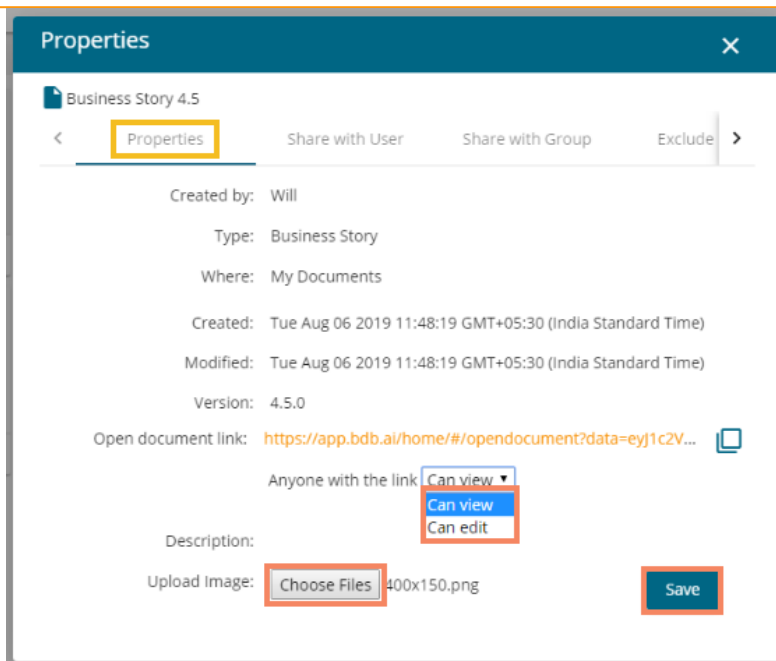 Properties
Business Story 4.5
Properties Share with User Share with Group Exclude
Created by: Will
Type: Business Story
Where: My Documents
Created: Tue Aug 06 2019 11:48:19 GMT+05:30 (India Standard Time)
Modified: Tue Aug 06 2019 11:48:19 GMT+05:30 (India Standard Time)
Version: 4.5.0
Open document link: https://app.bdb.ai/home/#/opendocument?data=eyJ1c2V...
Anyone with the link Can view
Can view
Can edit
Description:
Upload Image: Choose Files 400x150.png Save